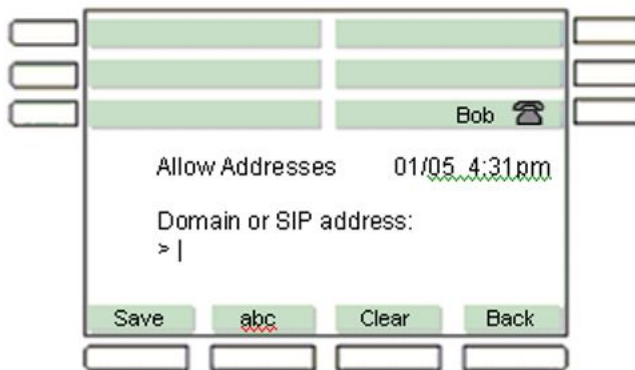 Bob
Allow Addresses 01/05 4:31pm
Domain or SIP address:
> |
Save abc Clear Back